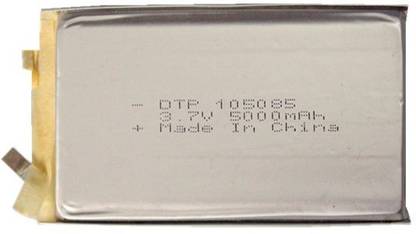 - DTP 105085
3.7V 5000mAh
+ Made In China